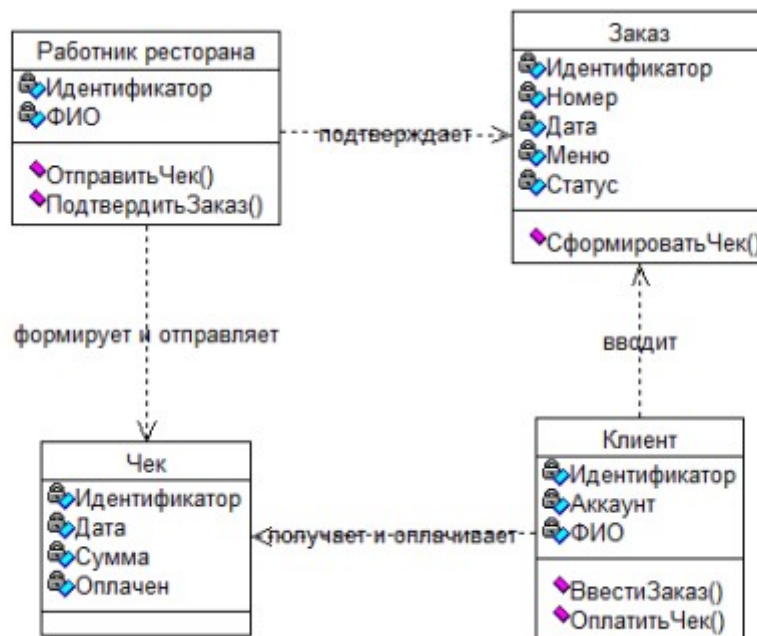 Работник ресторана
Идентификатор
ФИО
ОтправитьЧек()
ПодтвердитьЗаказ()
подтверждает
Заказ
Идентификатор
Номер
Дата
Меню
Статус
СформироватьЧек()
формирует и отправляет
вводит
Чек
Идентификатор
Дата
Сумма
Оплачен
получает и оплачивает
Клиент
Идентификатор
Аккаунт
ФИО
ВвестиЗаказ()
ОплатитьЧек()